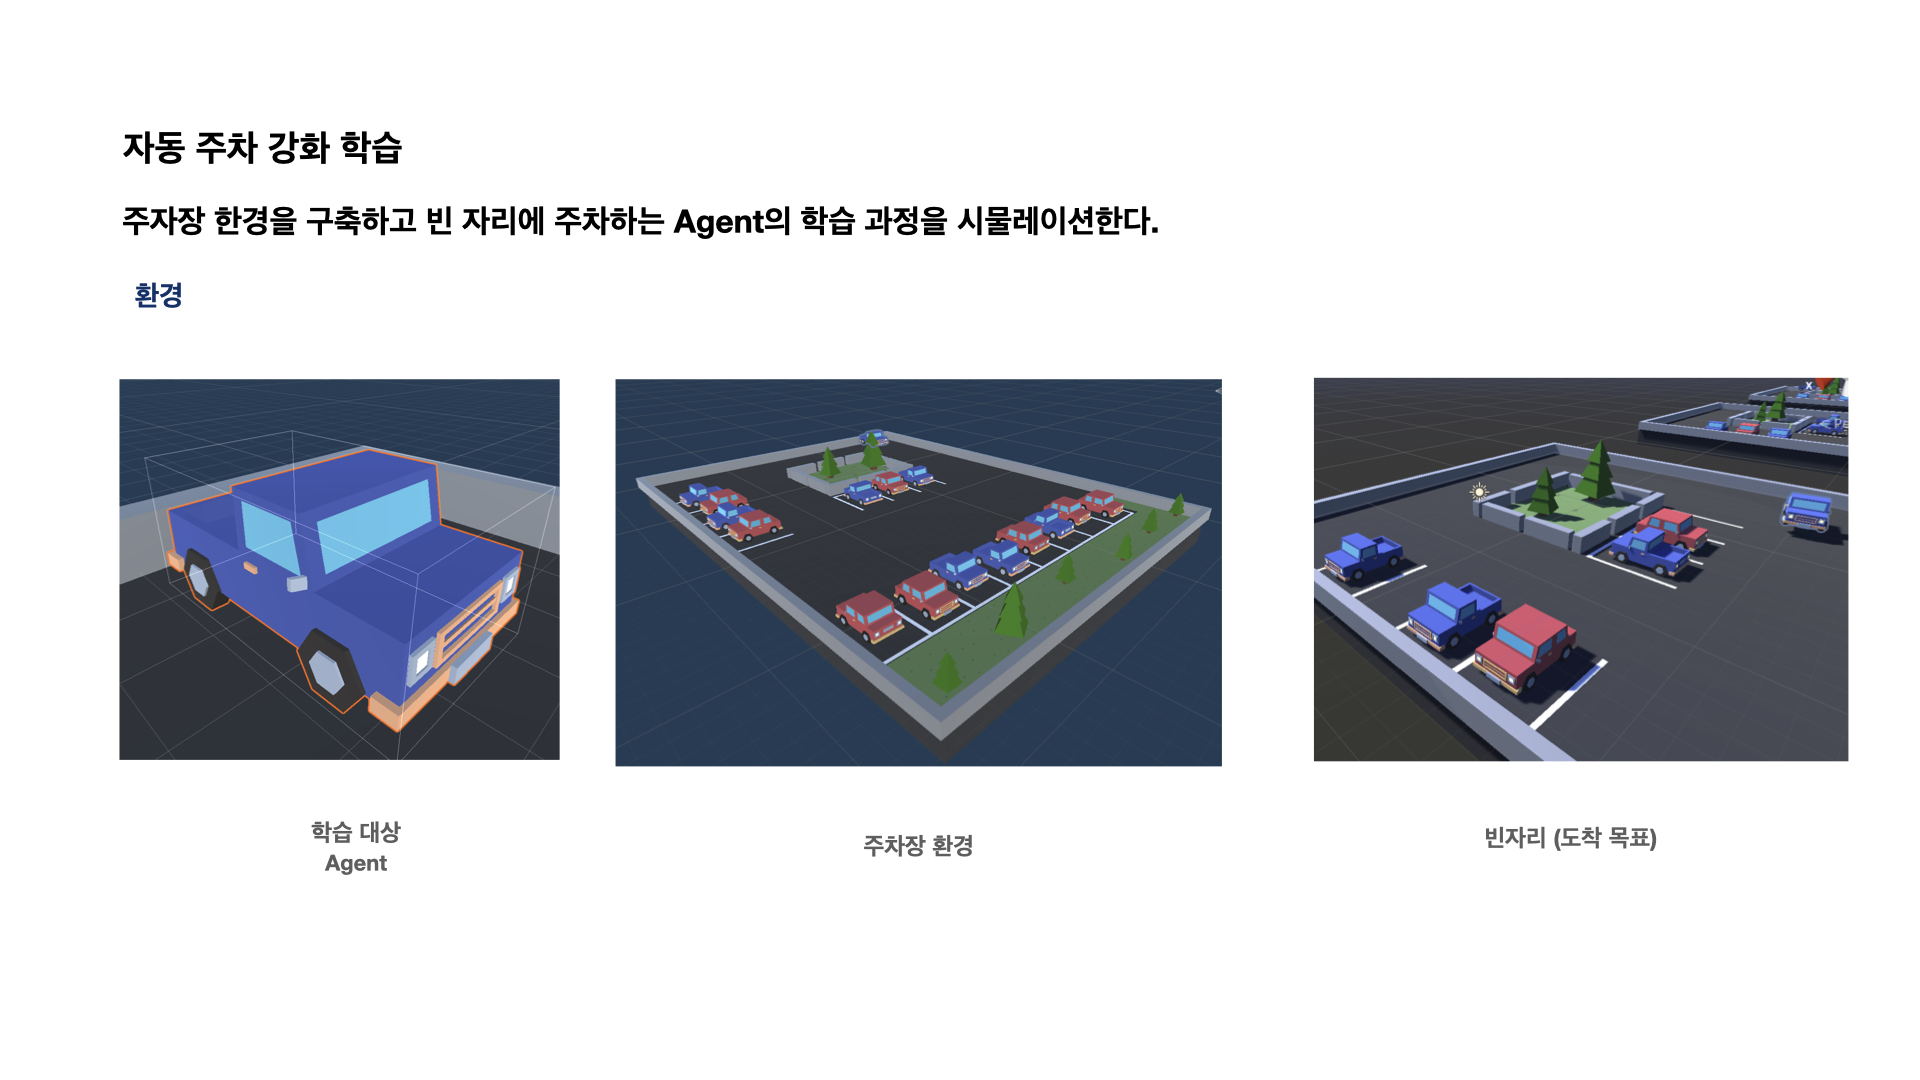 자동 주차 강화 학습
주자장 한경을 구축하고 빈 자리에 주차하는 Agent의 학습 과정을 시물레이션한다.
환경
학습 대상
Agent
주차장 환경
빈자리 (도착 목표)
X